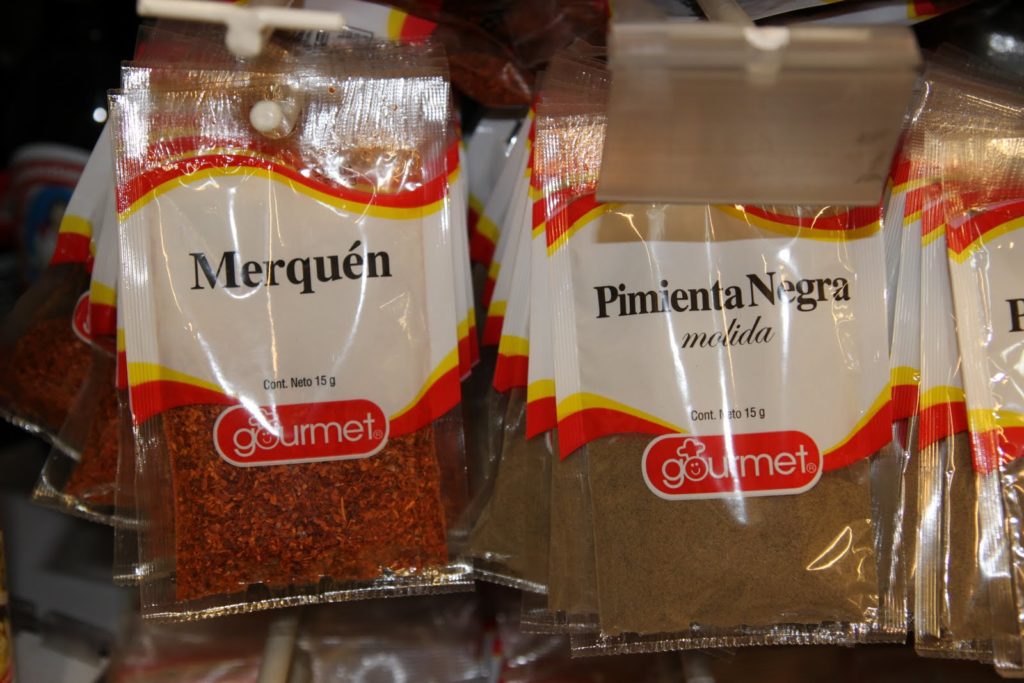 Merquén
Cont. Neto 15 g
gourmet®
Pimienta Negra
molida
Cont. Neto 15 g
gourmet®